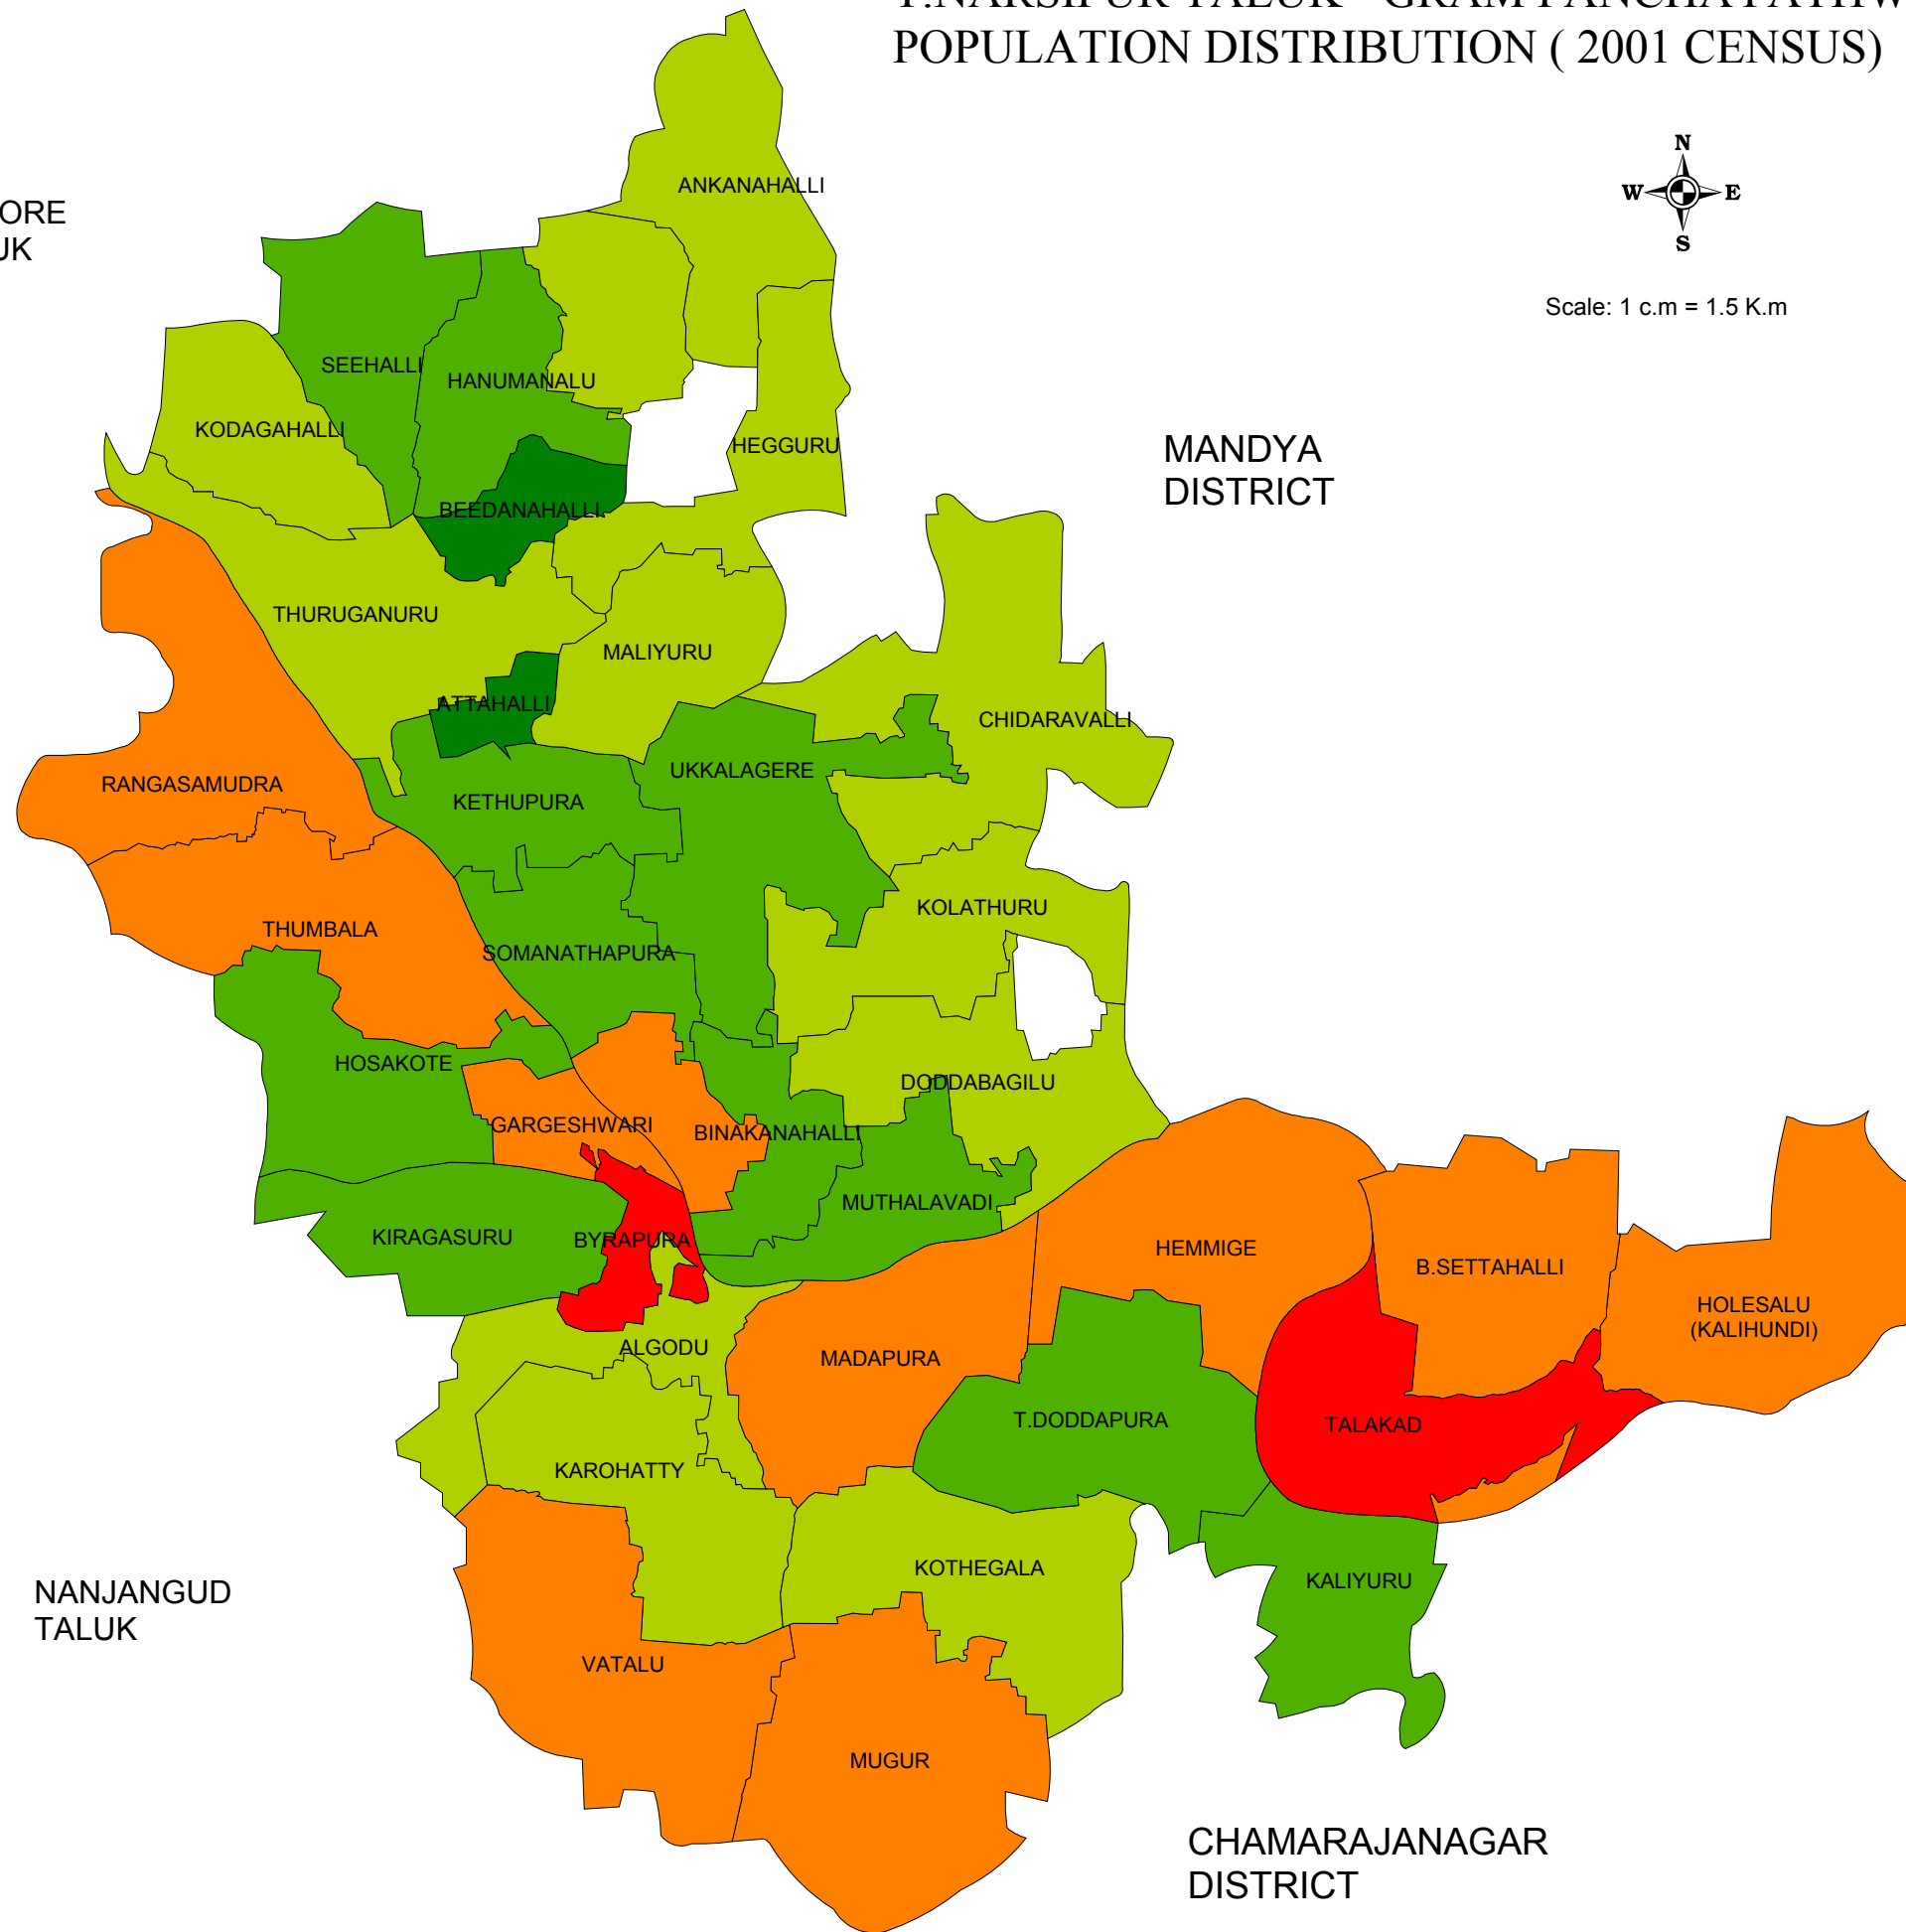 POPULATION DISTRIBUTION ( 2001 CENSUS)
N
W E
S
Scale: 1 c.m = 1.5 K.m
ANKANAHALLI
SEEHALLI
HANUMANALU
KODAGAHALLI
HEGGURU
MANDYA
DISTRICT
BEEDANAHALLI
THURUGANURU
MALIYURU
ATTAHALLI
CHIDARAVALLI
UKKALAGERE
RANGASAMUDRA
KETHUPURA
KOLATHURU
THUMBALA
SOMANATHAPURA
HOSAKOTE
DODDABAGILU
GARGESHWARI
BINAKANAHALLI
MUTHALAVADI
KIRAGASURU
BYRAPURA
HEMMIGE
B.SETTAHALLI
HOLESALU
(KALIHUNDI)
ALGODU
MADAPURA
T.DODDAPURA
TALAKAD
KAROHATTY
KOTHEGALA
KALIYURU
NANJANGUD
TALUK
VATALU
MUGUR
CHAMARAJANAGAR
DISTRICT